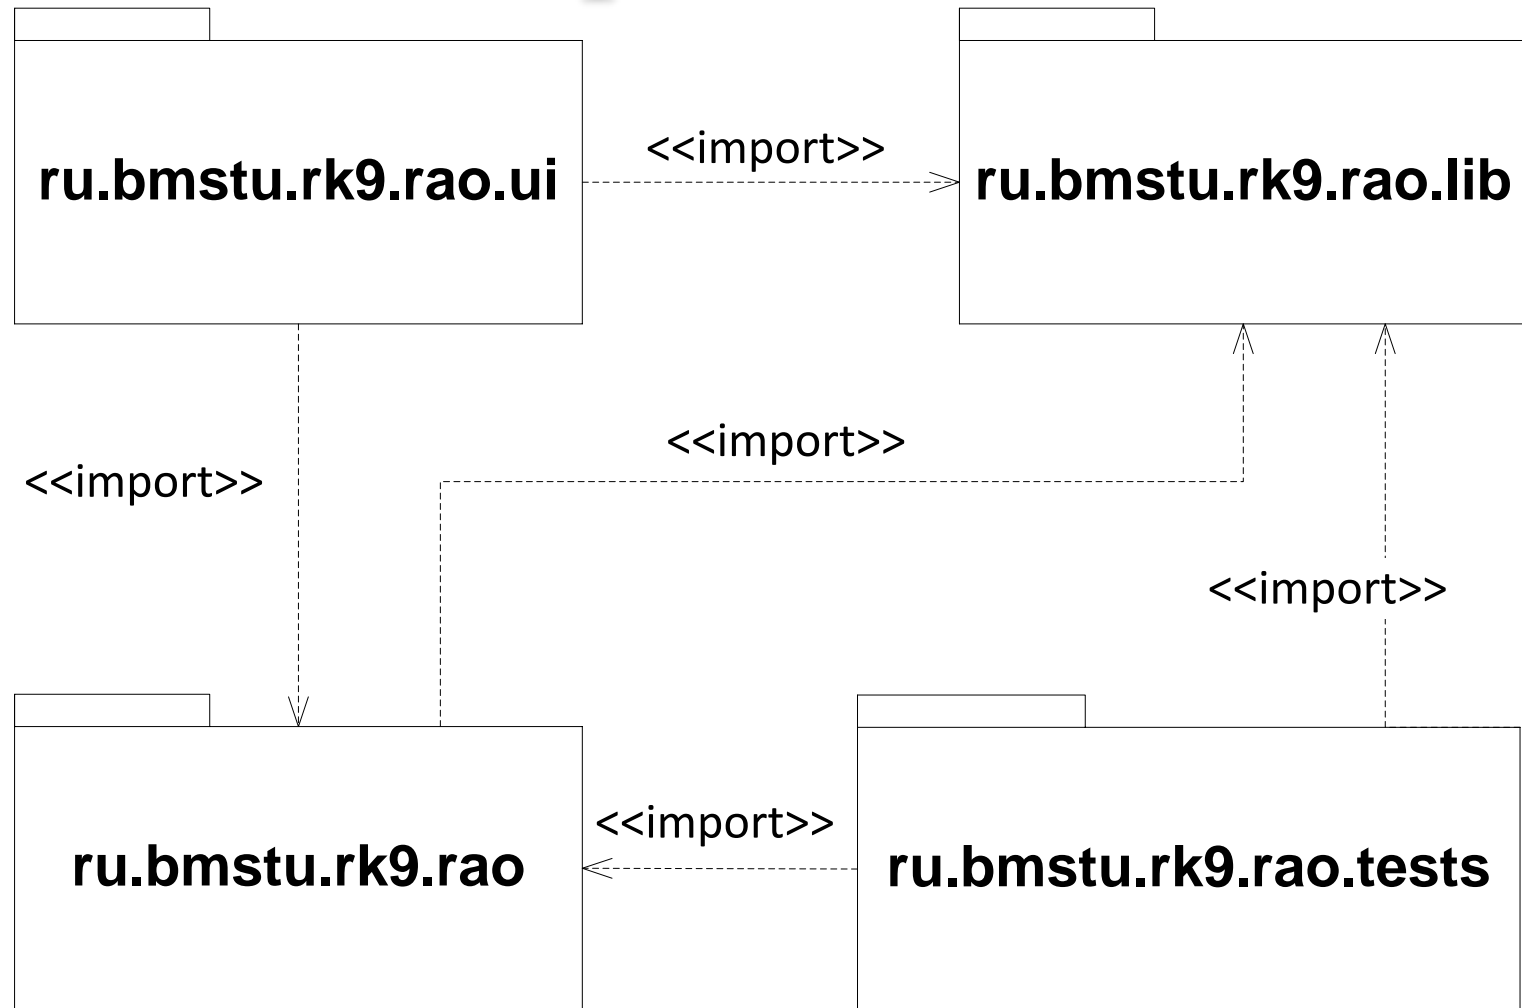 <<import>>
ru.bmstu.rk9.rao.ui
ru.bmstu.rk9.rao.lib
<<import>>
<<import>>
<<import>>
<<import>>
ru.bmstu.rk9.rao
ru.bmstu.rk9.rao.tests